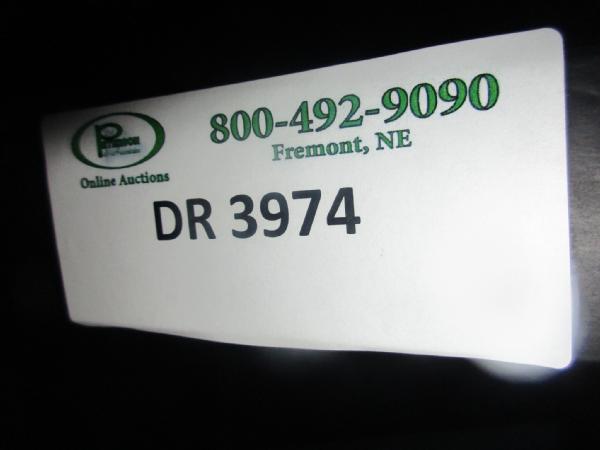 800-492-9090
Fremont, NE
Online Auctions
DR 3974